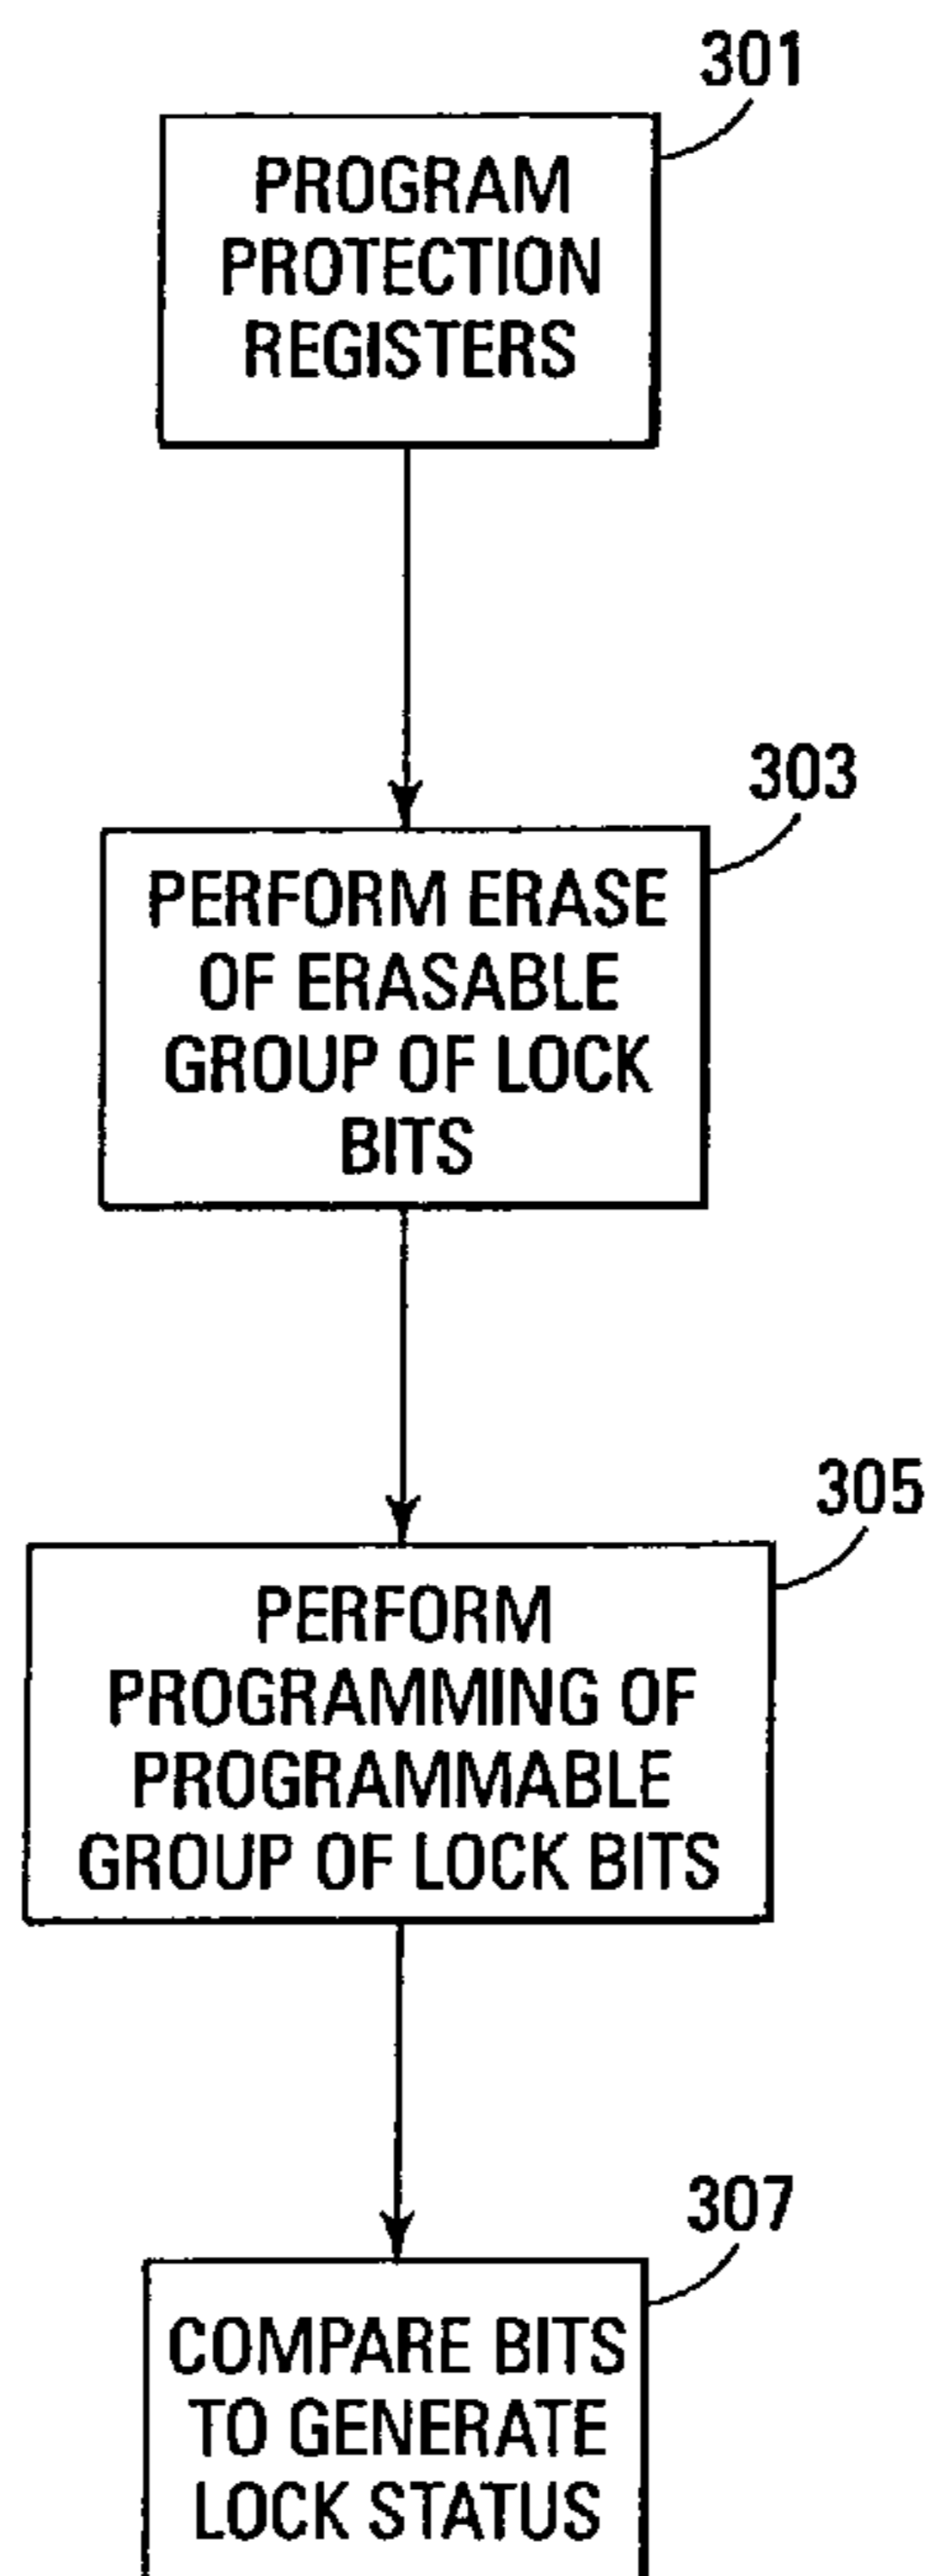 301
PROGRAM
PROTECTION
REGISTERS
303
PERFORM ERASE
OF ERASABLE
GROUP OF LOCK
BITS
305
PERFORM
PROGRAMMING OF
PROGRAMMABLE
GROUP OF LOCK BITS
307
COMPARE BITS
TO GENERATE
LOCK STATUS